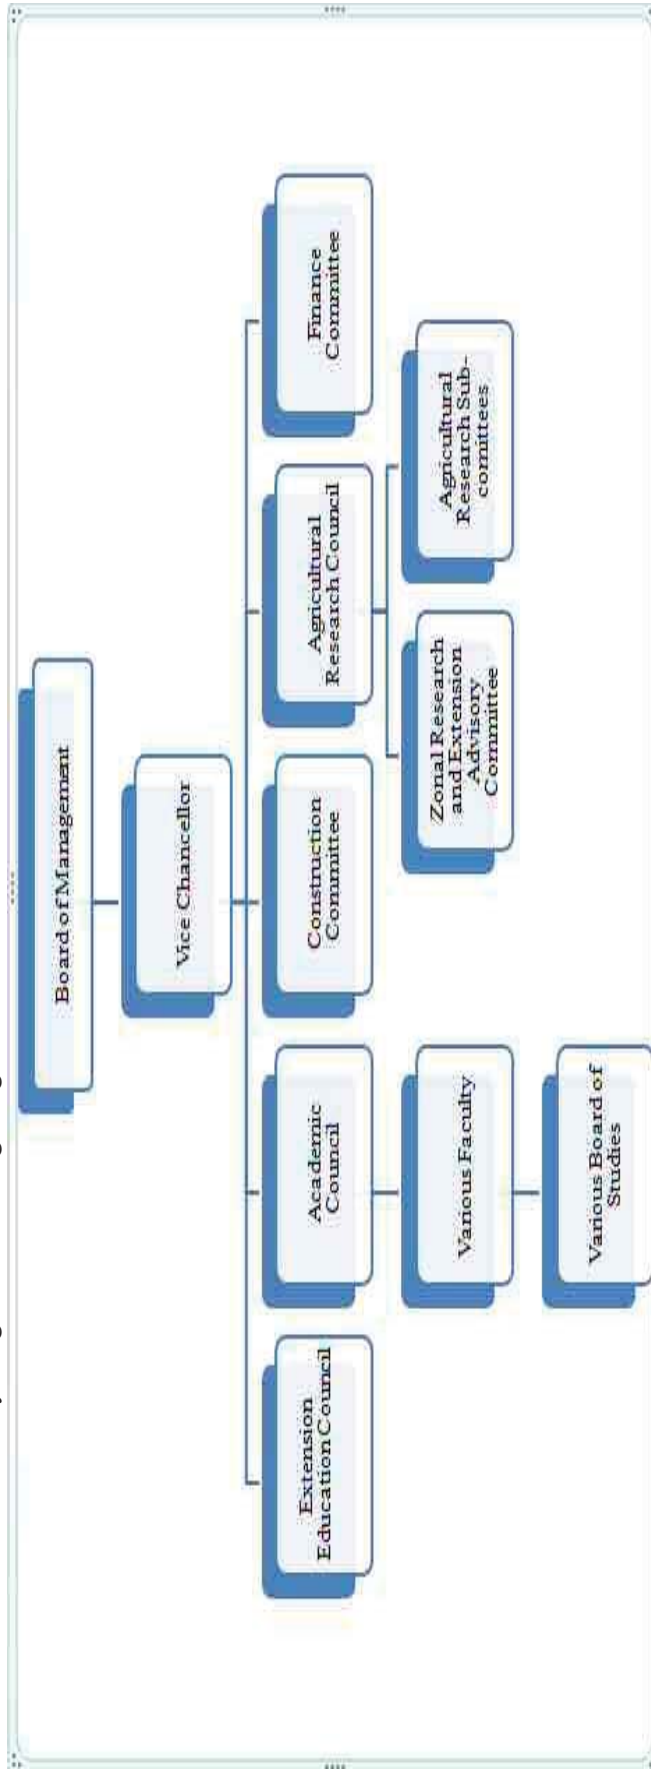 Board of Management
Vice Chancellor
Extension
Education Council
Academic
Council
Construction
Committee
Agricultural
Research Council
Finance
Committee
Various Faculty
Zonal Research
and Extension
Advisory
Committee
Agricultural
Research Sub-
comittees
Various Board of
Studies